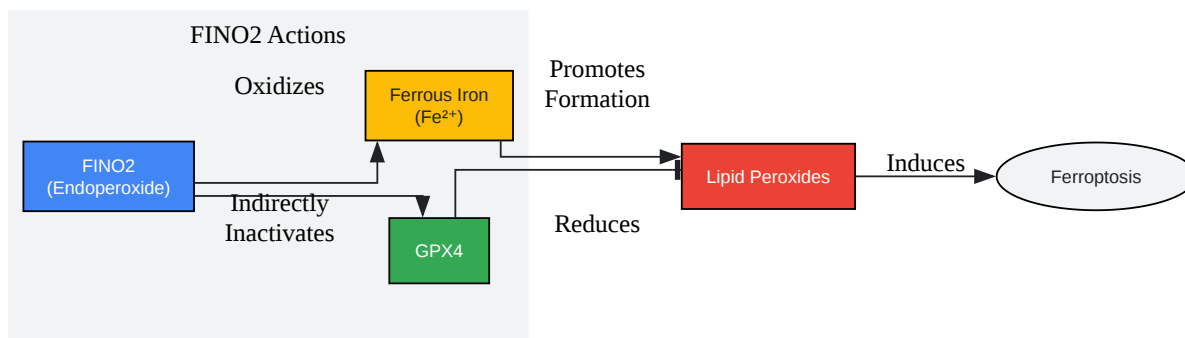 FINO2 Actions
Oxidizes
Ferrous Iron
(Fe²⁺)
Promotes
Formation
FINO2
(Endoperoxide)
Indirectly
Inactivates
GPX4
Reduces
Lipid Peroxides
Induces
Ferroptosis